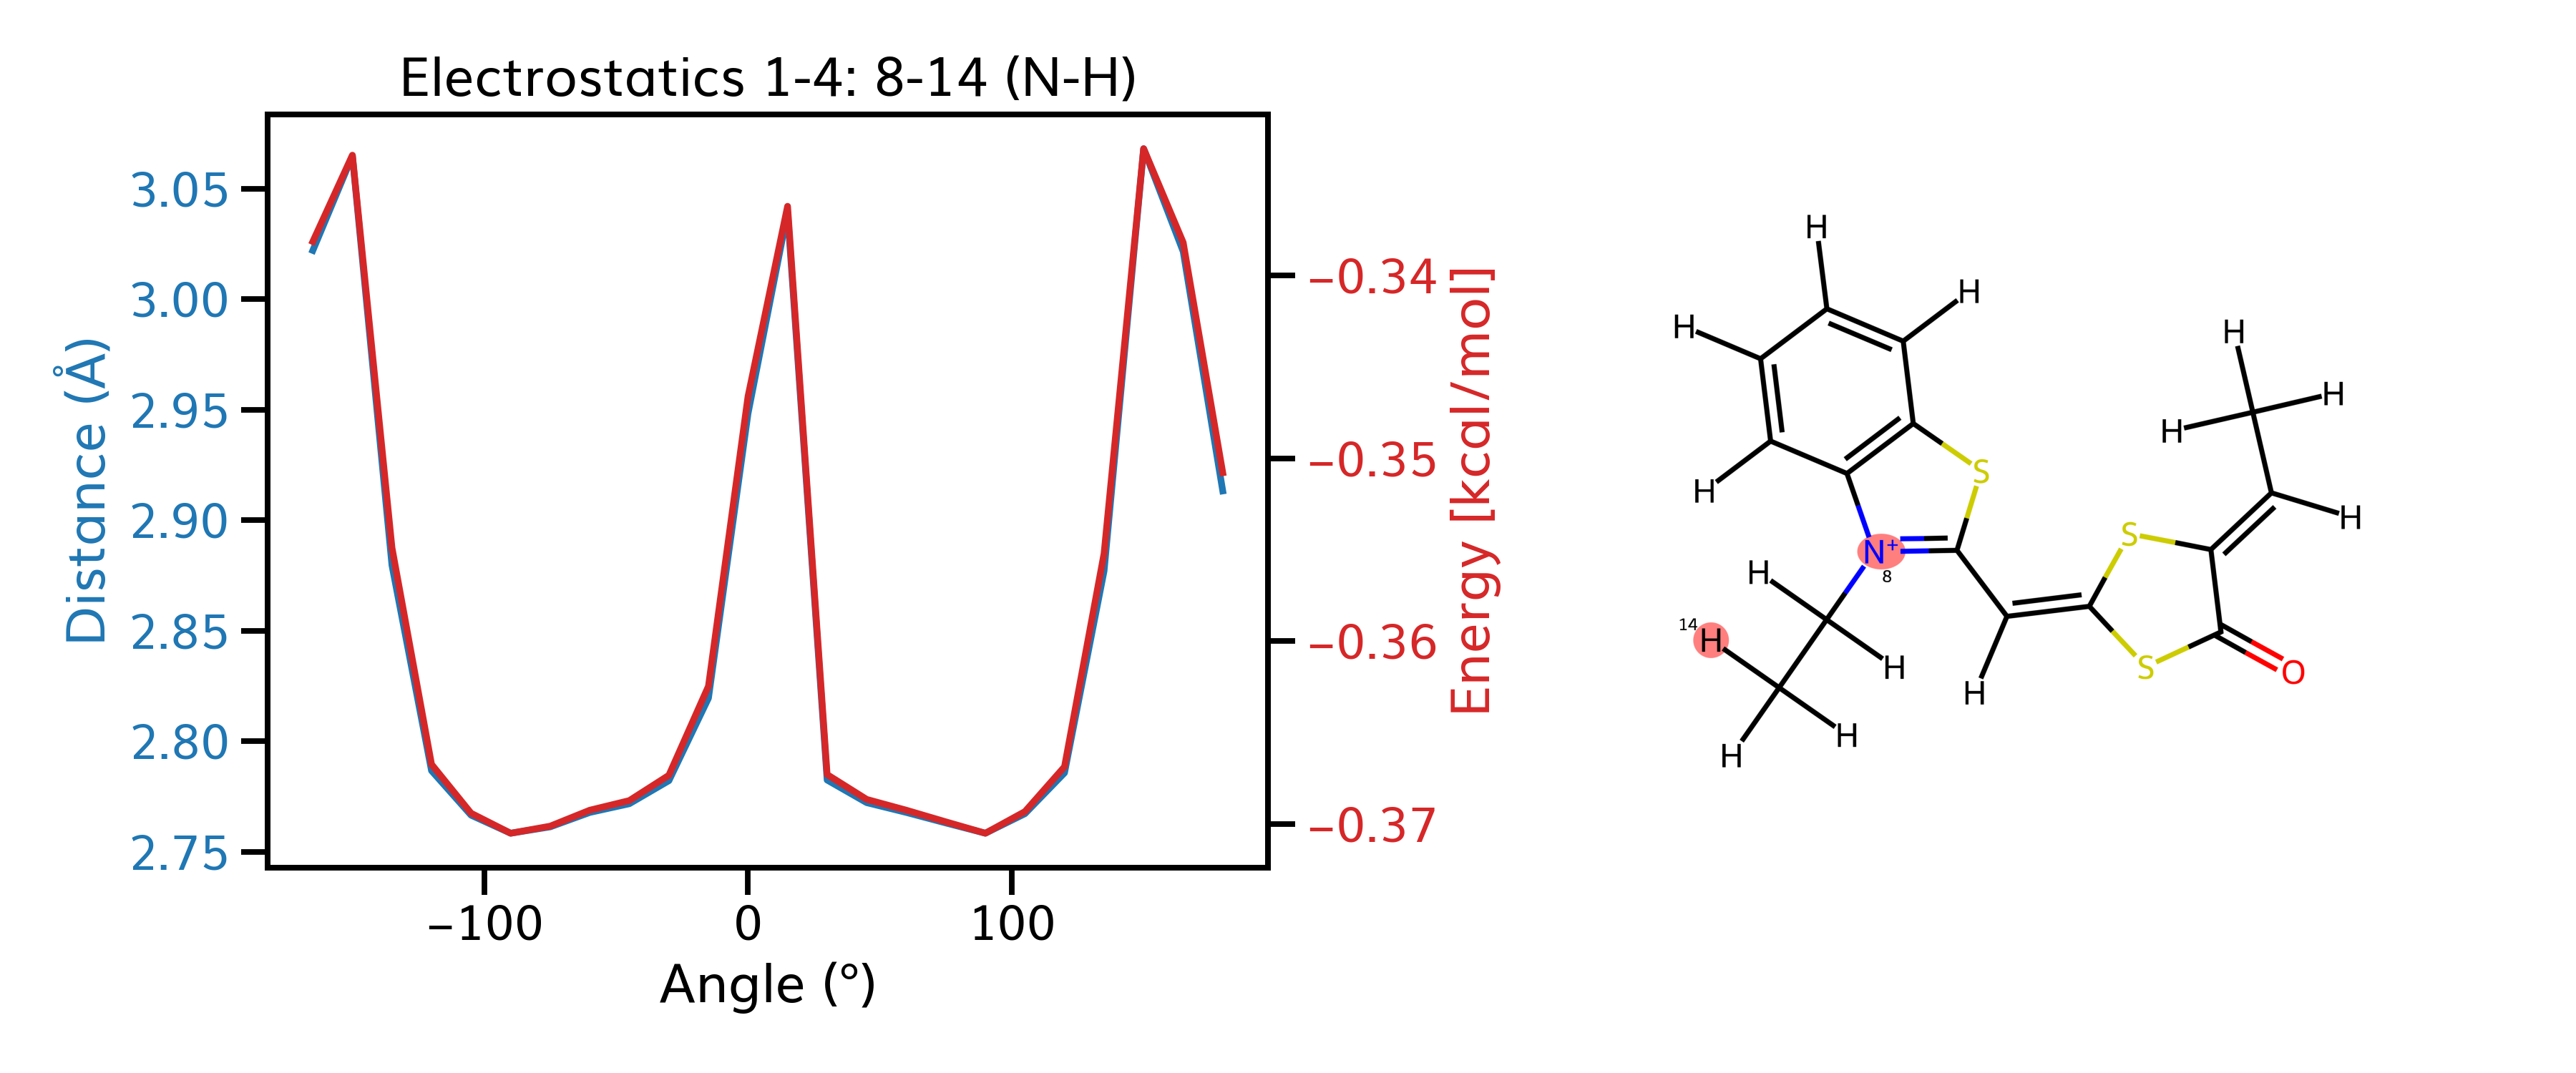 Electrostatics 1-4: 8-14 (N-H)
3.05
3.00
2.95
2.90
2.85
2.80
2.75
Distance (Å)
−0.34
−0.35
−0.36
−0.37
Energy [kcal/mol]
−100
0
100
Angle (°)
H
H
H
H
H
H
H
S
H
H
S
N+
8
H
14
H
H
S
O
H
H
H